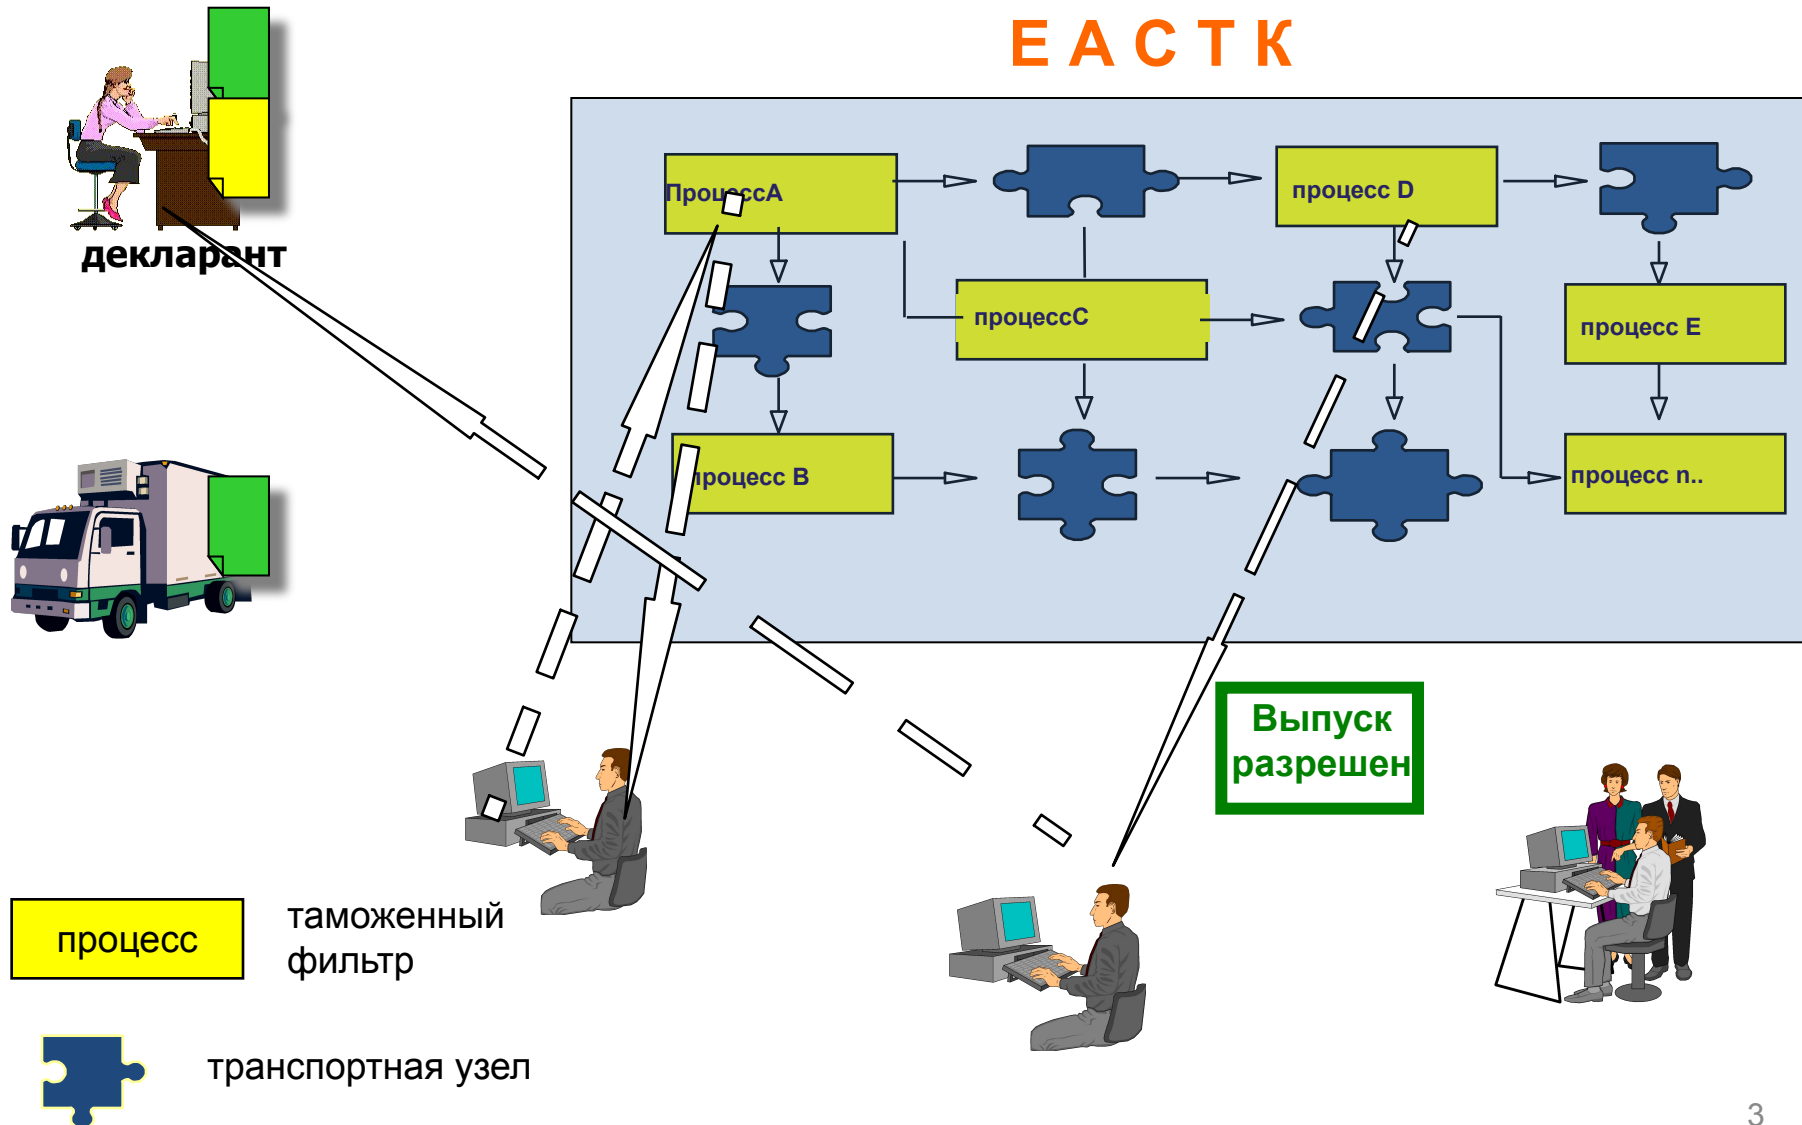 Е А С Т К
ПроцессА
процесс D
декларант
процессС
процесс Е
процесс В
процесс n..
Выпуск
разрешен
процесс
таможенный
фильтр
транспортная узел
3